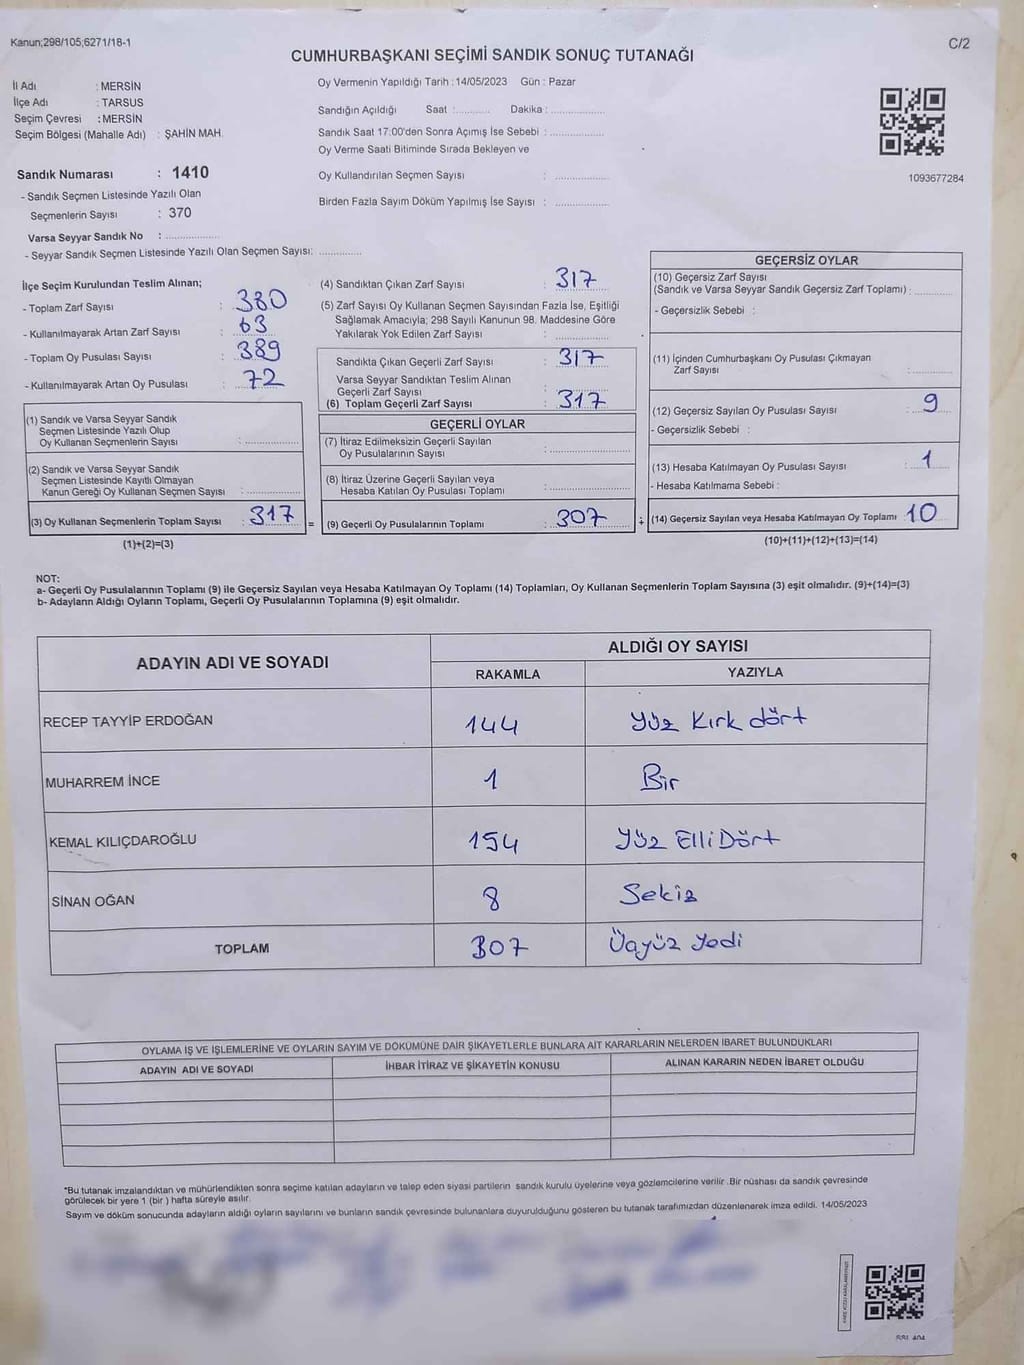 Kanun;298/105;6271/18-1
C/2
CUMHURBAŞKANI SEÇİMİ SANDIK SONUÇ TUTANAĞI
İl Adı : MERSİN
İlçe Adı : TARSUS
Seçim Çevresi : MERSİN
Seçim Bölgesi (Mahalle Adı) : ŞAHİN MAH.
Oy Vermenin Yapıldığı Tarih : 14/05/2023 Gün : Pazar
Sandığın Açıldığı Saat :........... Dakika : ..................
Sandık Saat 17:00'den Sonra Açımış İse Sebebi : ..................
Oy Verme Saati Bitiminde Sırada Bekleyen ve
Oy Kullandırılan Seçmen Sayısı : ..................
Birden Fazla Sayım Döküm Yapılmış İse Sayısı : ..................
1093677284
Sandık Numarası : 1410
- Sandık Seçmen Listesinde Yazılı Olan
Seçmenlerin Sayısı : 370
Varsa Seyyar Sandık No : ..................
- Seyyar Sandık Seçmen Listesinde Yazılı Olan Seçmen Sayısı: ..............
İlçe Seçim Kurulundan Teslim Alınan;
- Toplam Zarf Sayısı : 380
- Kullanılmayarak Artan Zarf Sayısı : 63
- Toplam Oy Pusulası Sayısı : 389
- Kullanılmayarak Artan Oy Pusulası : 72
(1) Sandık ve Varsa Seyyar Sandık
Seçmen Listesinde Yazılı Olup
Oy Kullanan Seçmenlerin Sayısı : ..................
(2) Sandık ve Varsa Seyyar Sandık
Seçmen Listesinde Kayıtlı Olmayan
Kanun Gereği Oy Kullanan Seçmen Sayısı : ..................
(3) Oy Kullanan Seçmenlerin Toplam Sayısı : 317 =
(1)+(2)=(3)
(4) Sandıktan Çıkan Zarf Sayısı : 317
(5) Zarf Sayısı Oy Kullanan Seçmen Sayısından Fazla İse, Eşitliği
Sağlamak Amacıyla; 298 Sayılı Kanunun 98. Maddesine Göre
Yakılarak Yok Edilen Zarf Sayısı : ..................
Sandıkta Çıkan Geçerli Zarf Sayısı : 317
Varsa Seyyar Sandıktan Teslim Alınan
Geçerli Zarf Sayısı :
(6) Toplam Geçerli Zarf Sayısı : 317
GEÇERLİ OYLAR
(7) İtiraz Edilmeksizin Geçerli Sayılan
Oy Pusulalarının Sayısı : ..................
(8) İtiraz Üzerine Geçerli Sayılan veya
Hesaba Katılan Oy Pusulası Toplamı : ..................
(9) Geçerli Oy Pusulalarının Toplamı : 307 +
GEÇERSİZ OYLAR
(10) Geçersiz Zarf Sayısı
(Sandık ve Varsa Seyyar Sandık Geçersiz Zarf Toplamı) : ............
- Geçersizlik Sebebi :
(11) İçinden Cumhurbaşkanı Oy Pusulası Çıkmayan
Zarf Sayısı : ............
(12) Geçersiz Sayılan Oy Pusulası Sayısı : 9
- Geçersizlik Sebebi :
(13) Hesaba Katılmayan Oy Pusulası Sayısı : 1
- Hesaba Katılmama Sebebi :
(14) Geçersiz Sayılan veya Hesaba Katılmayan Oy Toplamı : 10
(10)+(11)+(12)+(13)=(14)
NOT:
a- Geçerli Oy Pusulalarının Toplamı (9) ile Geçersiz Sayılan veya Hesaba Katılmayan Oy Toplamı (14) Toplamları, Oy Kullanan Seçmenlerin Toplam Sayısına (3) eşit olmalıdır. (9)+(14)=(3)
b- Adayların Aldığı Oyların Toplamı, Geçerli Oy Pusulalarının Toplamına (9) eşit olmalıdır.
ADAYIN ADI VE SOYADI ALDIĞI OY SAYISI
RAKAMLA YAZIYLA
RECEP TAYYİP ERDOĞAN 144 Yüz Kırk dört
MUHARREM İNCE 1 Bir
KEMAL KILIÇDAROĞLU 154 Yüz Elli Dört
SİNAN OĞAN 8 Sekiz
TOPLAM 307 Üçyüz Yedi
OYLAMA İŞ VE İŞLEMLERİNE VE OYLARIN SAYIM VE DÖKÜMÜNE DAİR ŞİKAYETLERLE BUNLARA AİT KARARLARIN NELERDEN İBARET BULUNDUKLARI
ADAYIN ADI VE SOYADI İHBAR İTİRAZ VE ŞİKAYETİN KONUSU ALINAN KARARIN NEDEN İBARET OLDUĞU
*Bu tutanak imzalandıktan ve mühürlendikten sonra seçime katılan adayların ve talep eden siyasi partilerin sandık kurulu üyelerine veya gözlemcilerine verilir .Bir nüshası da sandık çevresinde
görülecek bir yere 1 (bir ) hafta süreyle asılır.
Sayım ve döküm sonucunda adayların aldığı oyların sayılarını ve bunların sandık çevresinde bulunanlara duyurulduğunu gösteren bu tutanak tarafımızdan düzenlenerek imza edildi. 14/05/2023